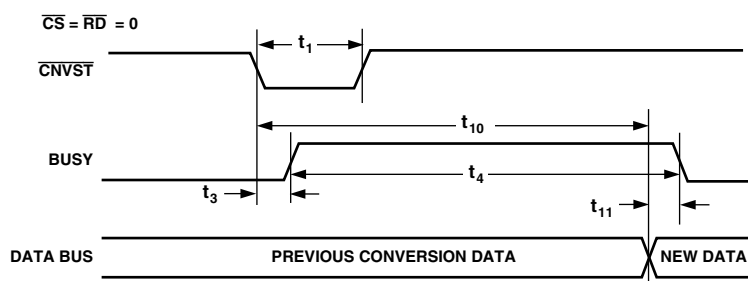 CS = RD = 0
t1
CNVST
t10
BUSY
t4
t3
t11
DATA BUS PREVIOUS CONVERSION DATA NEW DATA